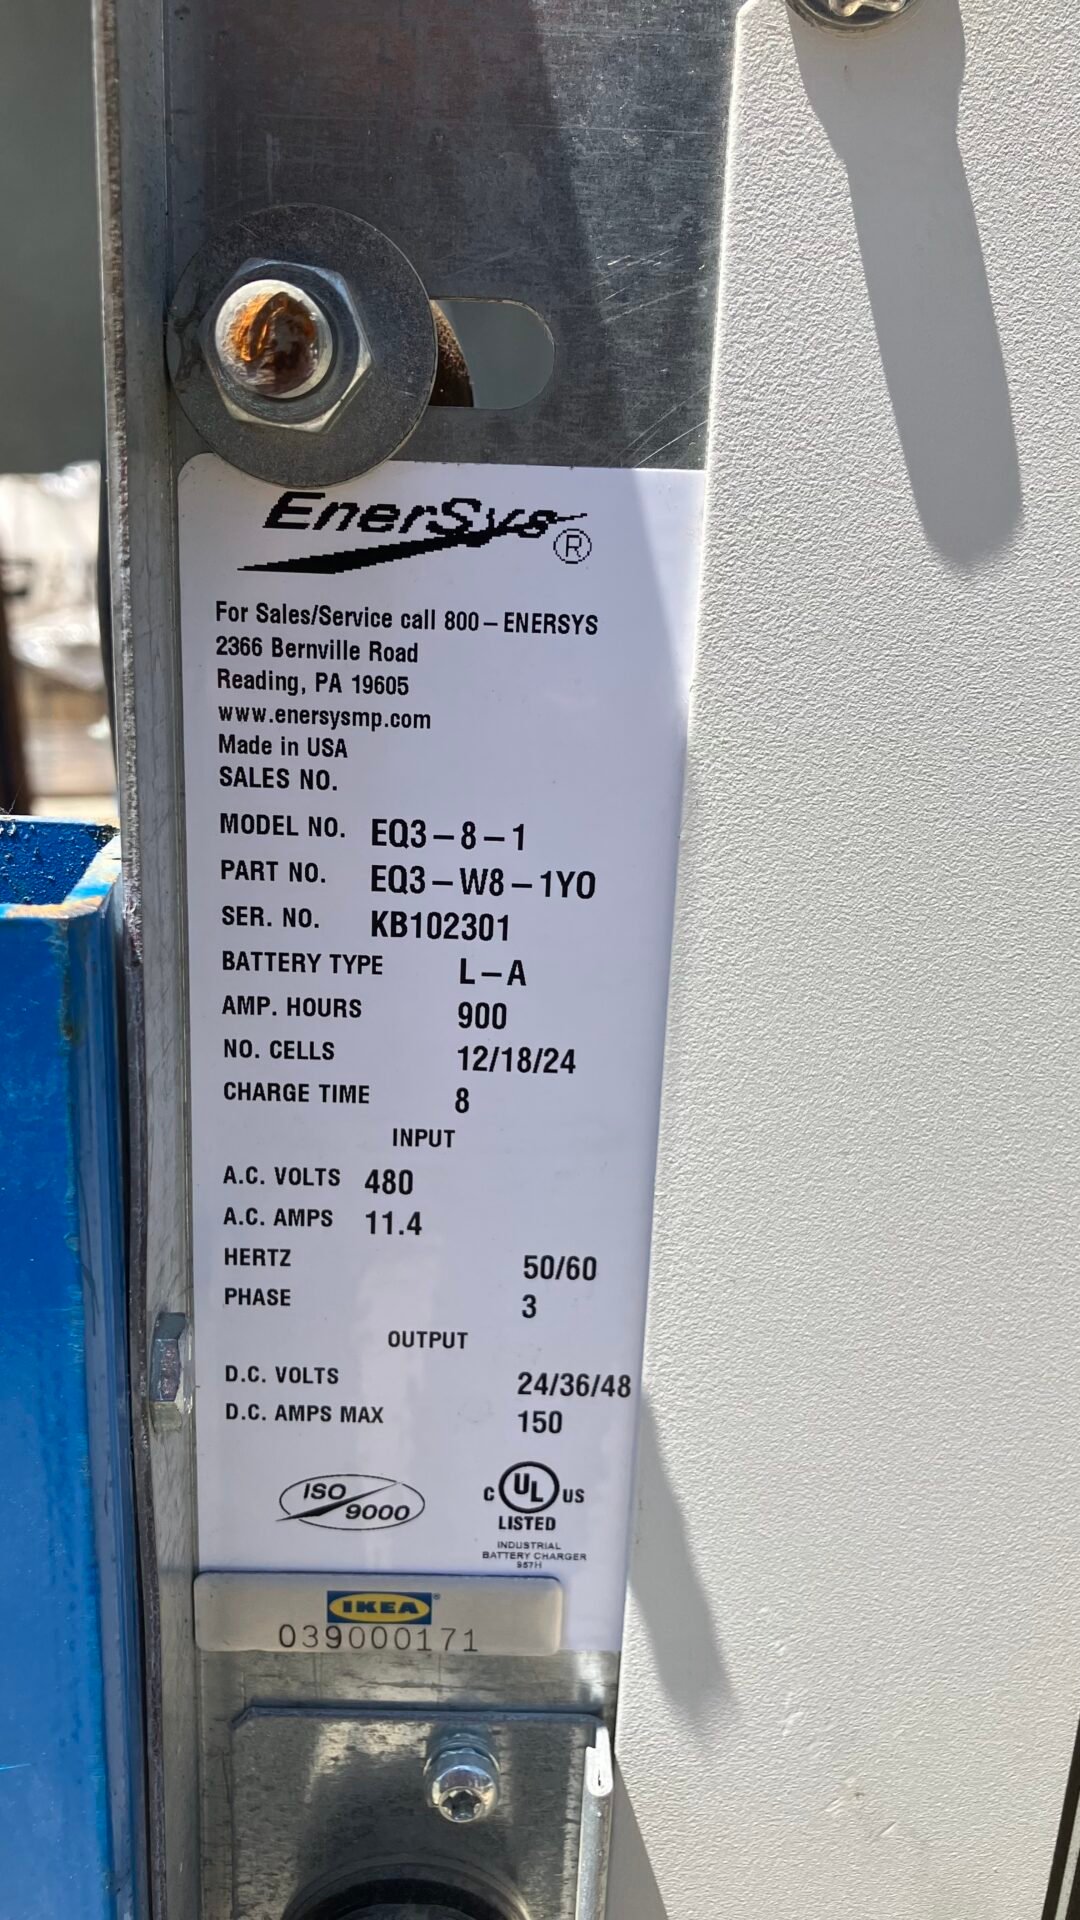 EnerSys®
For Sales/Service call 800-ENERSYS
2366 Bernville Road
Reading, PA 19605
www.enersysmp.com
Made in USA
SALES NO.
MODEL NO. EQ3-8-1
PART NO. EQ3-W8-1YO
SER. NO. KB102301
BATTERY TYPE L-A
AMP. HOURS 900
NO. CELLS 12/18/24
CHARGE TIME 8
INPUT
A.C. VOLTS 480
A.C. AMPS 11.4
HERTZ 50/60
PHASE 3
OUTPUT
D.C. VOLTS 24/36/48
D.C. AMPS MAX 150
ISO 9000
C UL US
LISTED
INDUSTRIAL
BATTERY CHARGER
957H
IKEA®
039000171